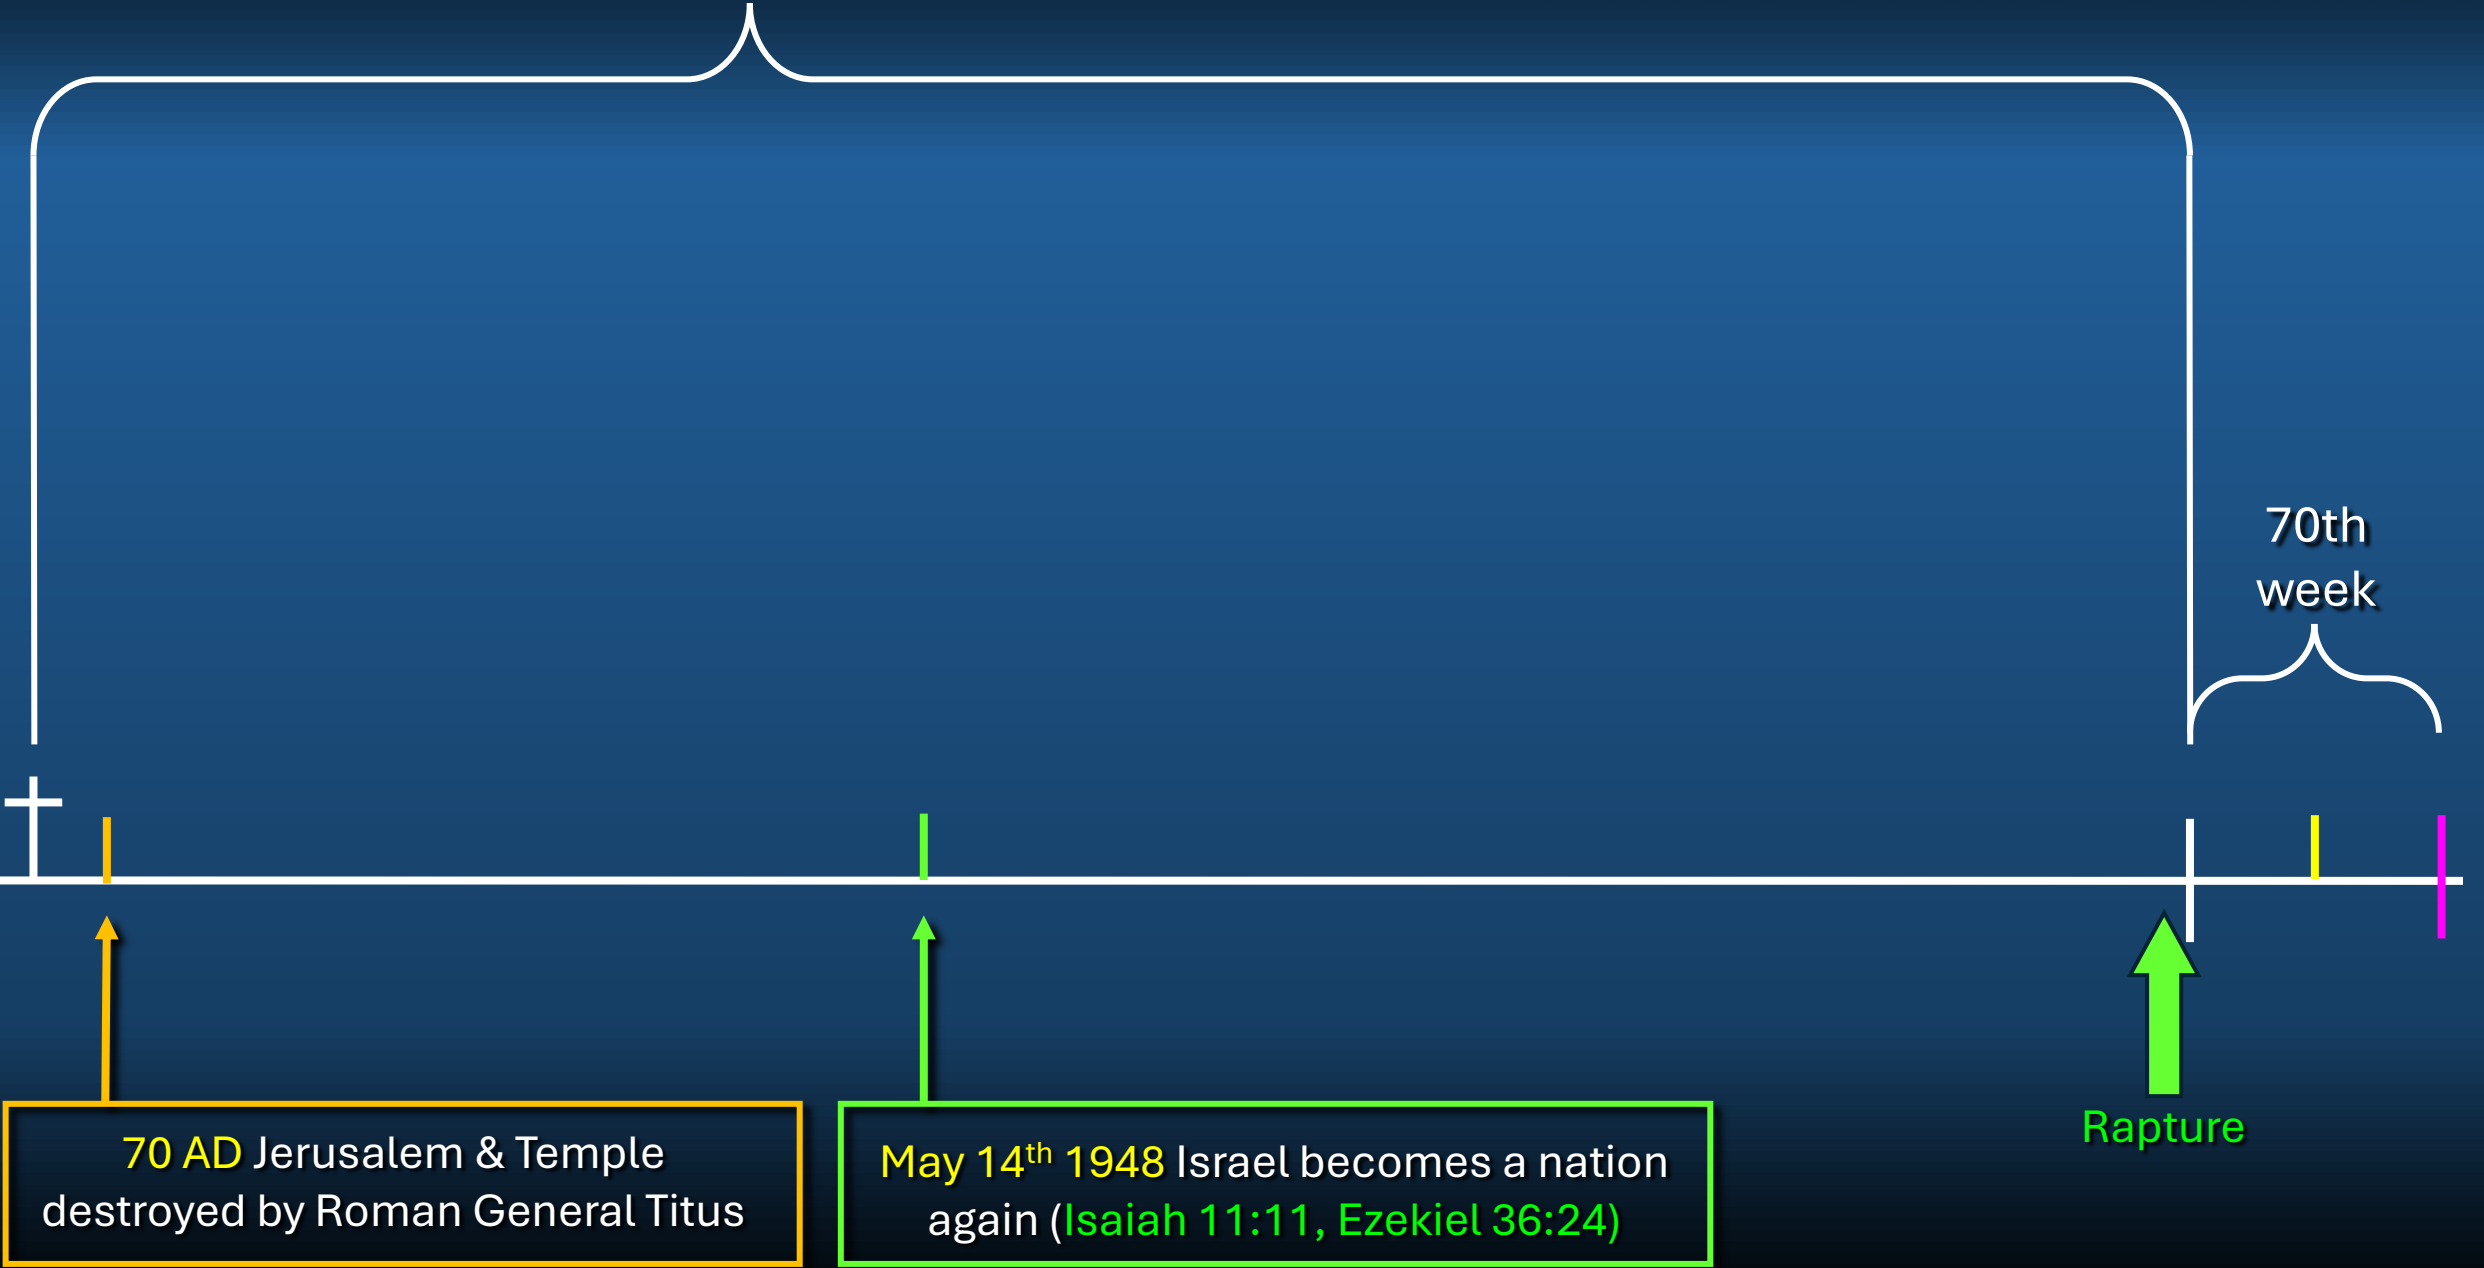 70th
week
Rapture
70 AD Jerusalem & Temple
destroyed by Roman General Titus
May 14th 1948 Israel becomes a nation
again (Isaiah 11:11, Ezekiel 36:24)